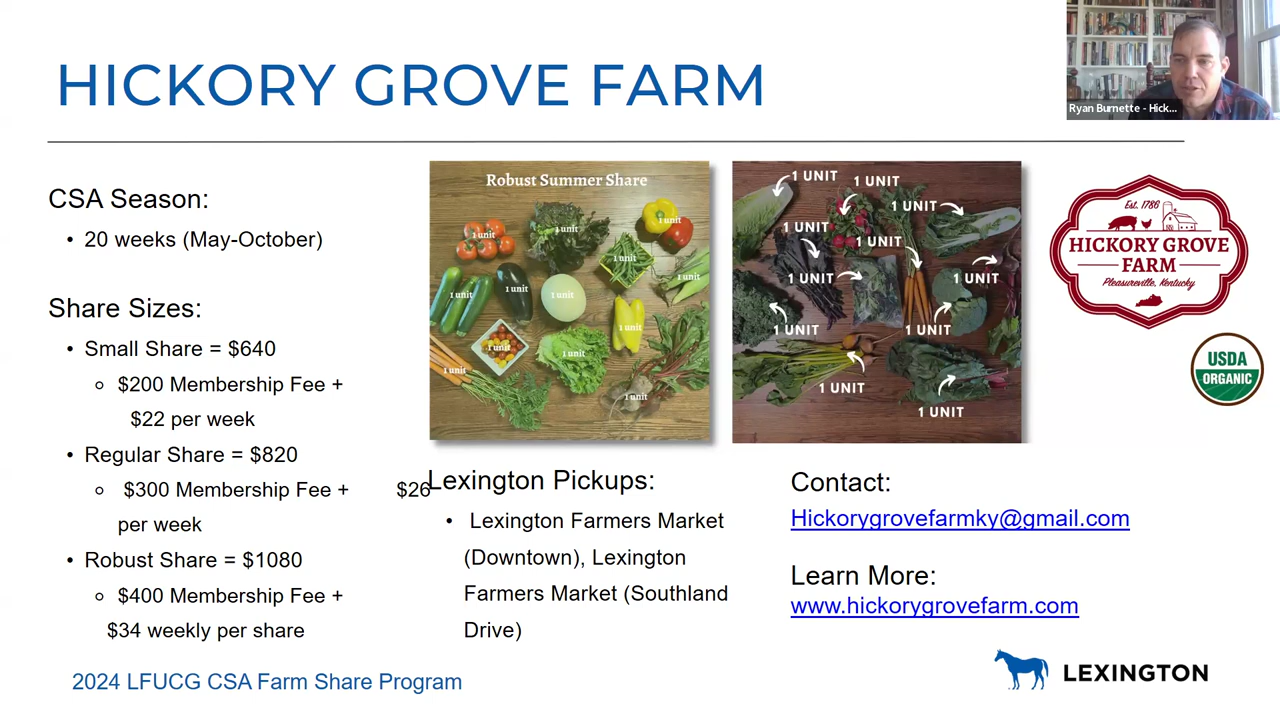 HICKORY GROVE FARM
Ryan Burnette - Hick...
CSA Season:
• 20 weeks (May-October)
Share Sizes:
• Small Share = $640
○ $200 Membership Fee +
$22 per week
• Regular Share = $820
○ $300 Membership Fee + $26
per week
• Robust Share = $1080
○ $400 Membership Fee +
$34 weekly per share
Robust Summer Share
1 unit
1 unit
1 unit
1 unit
1 unit
1 unit
1 unit
1 unit
1 unit
1 unit
1 unit
1 unit
1 unit
1 UNIT
1 UNIT
1 UNIT
1 UNIT
1 UNIT
1 UNIT
1 UNIT
1 UNIT
1 UNIT
1 UNIT
1 UNIT
Est. 1786
HICKORY GROVE
FARM
Pleasureville, Kentucky
USDA
ORGANIC
Lexington Pickups:
• Lexington Farmers Market
(Downtown), Lexington
Farmers Market (Southland
Drive)
Contact:
Hickorygrovefarmky@gmail.com
Learn More:
www.hickorygrovefarm.com
2024 LFUCG CSA Farm Share Program
LEXINGTON